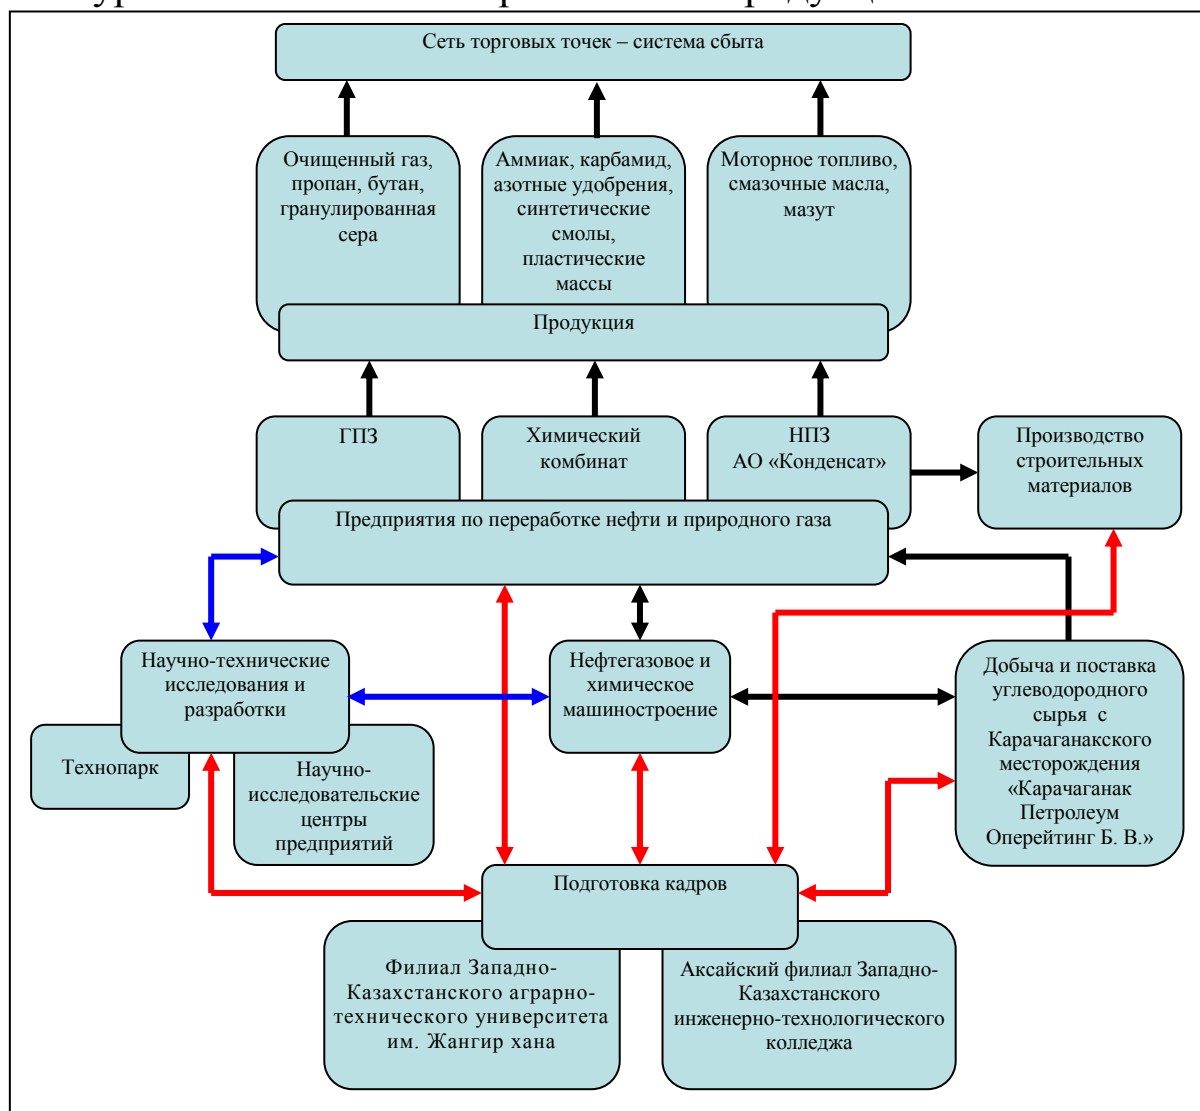 Сеть торговых точек – система сбыта
Очищенный газ,
пропан, бутан,
гранулированная
сера
Аммиак, карбамид,
азотные удобрения,
синтетические
смолы,
пластические
массы
Моторное топливо,
смазочные масла,
мазут
Продукция
ГПЗ
Химический
комбинат
НПЗ
АО «Конденсат»
Производство
строительных
материалов
Предприятия по переработке нефти и природного газа
Научно-технические
исследования и
разработки
Нефтегазовое и
химическое
машиностроение
Добыча и поставка
углеводородного
сырья с
Карачаганакского
месторождения
«Карачаганак
Петролеум
Оперейтинг Б. В.»
Технопарк
Научно-
исследовательские
центры
предприятий
Подготовка кадров
Филиал Западно-
Казахстанского аграрно-
технического университета
им. Жангир хана
Аксайский филиал Западно-
Казахстанского
инженерно-технологического
колледжа